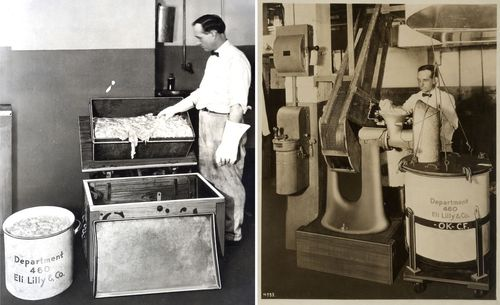 Department
460
Eli Lilly & Co.
Department
460
Eli Lilly & Co.
-OK-CF.